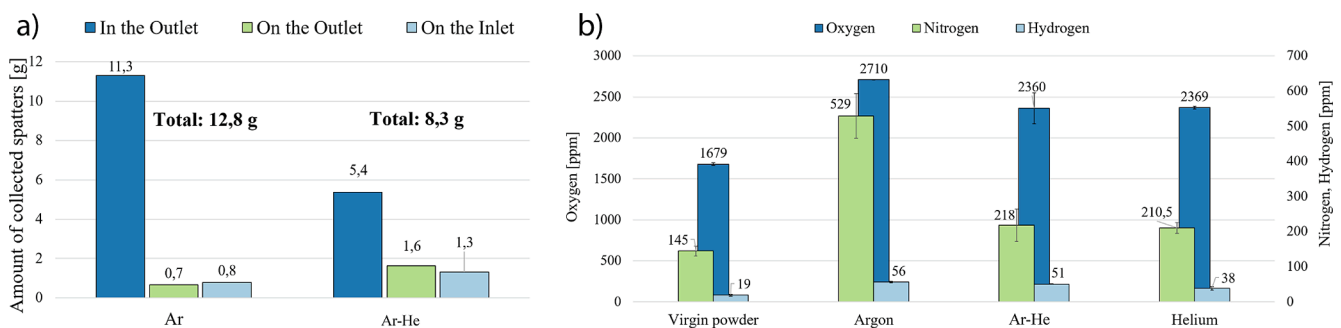 a)
In the Outlet
On the Outlet
On the Inlet
Amount of collected spatters [g]
12
10
8
6
4
2
0
11,3
0,7
0,8
Total: 12,8 g
5,4
1,6
1,3
Total: 8,3 g
Ar
Ar-He
b)
Oxygen
Nitrogen
Hydrogen
Oxygen [ppm]
3000
2500
2000
1500
1000
500
0
145
1679
19
529
2710
56
218
2360
51
210,5
2369
38
700
600
500
400
300
200
100
0
Nitrogen, Hydrogen [ppm]
Virgin powder
Argon
Ar-He
Helium